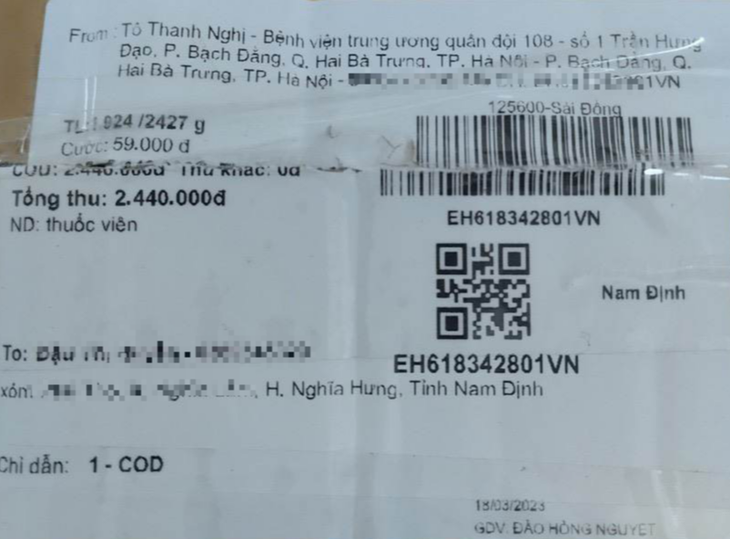 From : Tô Thanh Nghị - Bệnh viện trung ương quân đội 108 - số 1 Trần Hưng
Đạo, P. Bạch Đằng, Q. Hai Bà Trưng, TP. Hà Nội - P. Bạch Đằng, Q.
Hai Bà Trưng, TP. Hà Nội -
125600-Sài Đồng
/2427 g
Cước: 59.000 đ
Thu khác: 0đ
Tổng thu: 2.440.000đ
ND: thuốc viên
EH618342801VN
Nam Định
To: Đậu Thị
EH618342801VN
xóm
, H. Nghĩa Hưng, Tỉnh Nam Định
Chỉ dẫn: 1 - COD
18/03/2023
GDV. ĐÀO HỒNG NGUYỆT